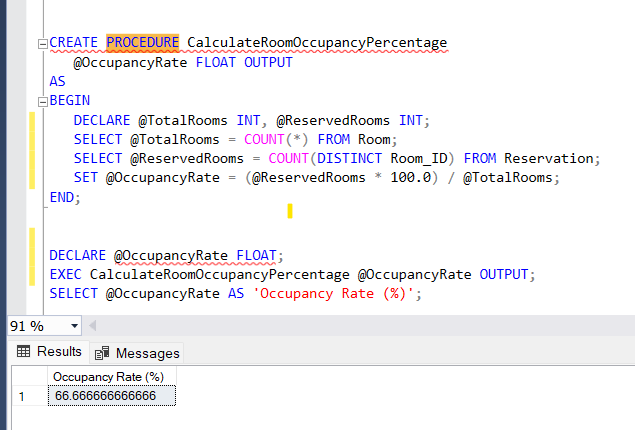 CREATE PROCEDURE CalculateRoomOccupancyPercentage
@OccupancyRate FLOAT OUTPUT
AS
BEGIN
DECLARE @TotalRooms INT, @ReservedRooms INT;
SELECT @TotalRooms = COUNT(*) FROM Room;
SELECT @ReservedRooms = COUNT(DISTINCT Room_ID) FROM Reservation;
SET @OccupancyRate = (@ReservedRooms * 100.0) / @TotalRooms;
END;
DECLARE @OccupancyRate FLOAT;
EXEC CalculateRoomOccupancyPercentage @OccupancyRate OUTPUT;
SELECT @OccupancyRate AS 'Occupancy Rate (%)';
91 %
Results Messages
Occupancy Rate (%)
1 66.666666666666